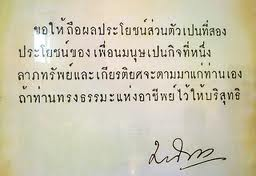 ขอให้ถือผลประโยชน์ส่วนตัวเป็นที่สอง
ประโยชน์ของเพื่อนมนุษเป็นกิจที่หนึ่ง
ลาภทรัพย์และเกียรติยศจะตามมาแก่ท่านเอง
ถ้าท่านทรงธรรมะแห่งอาชีพไว้ให้บริสุทธิ